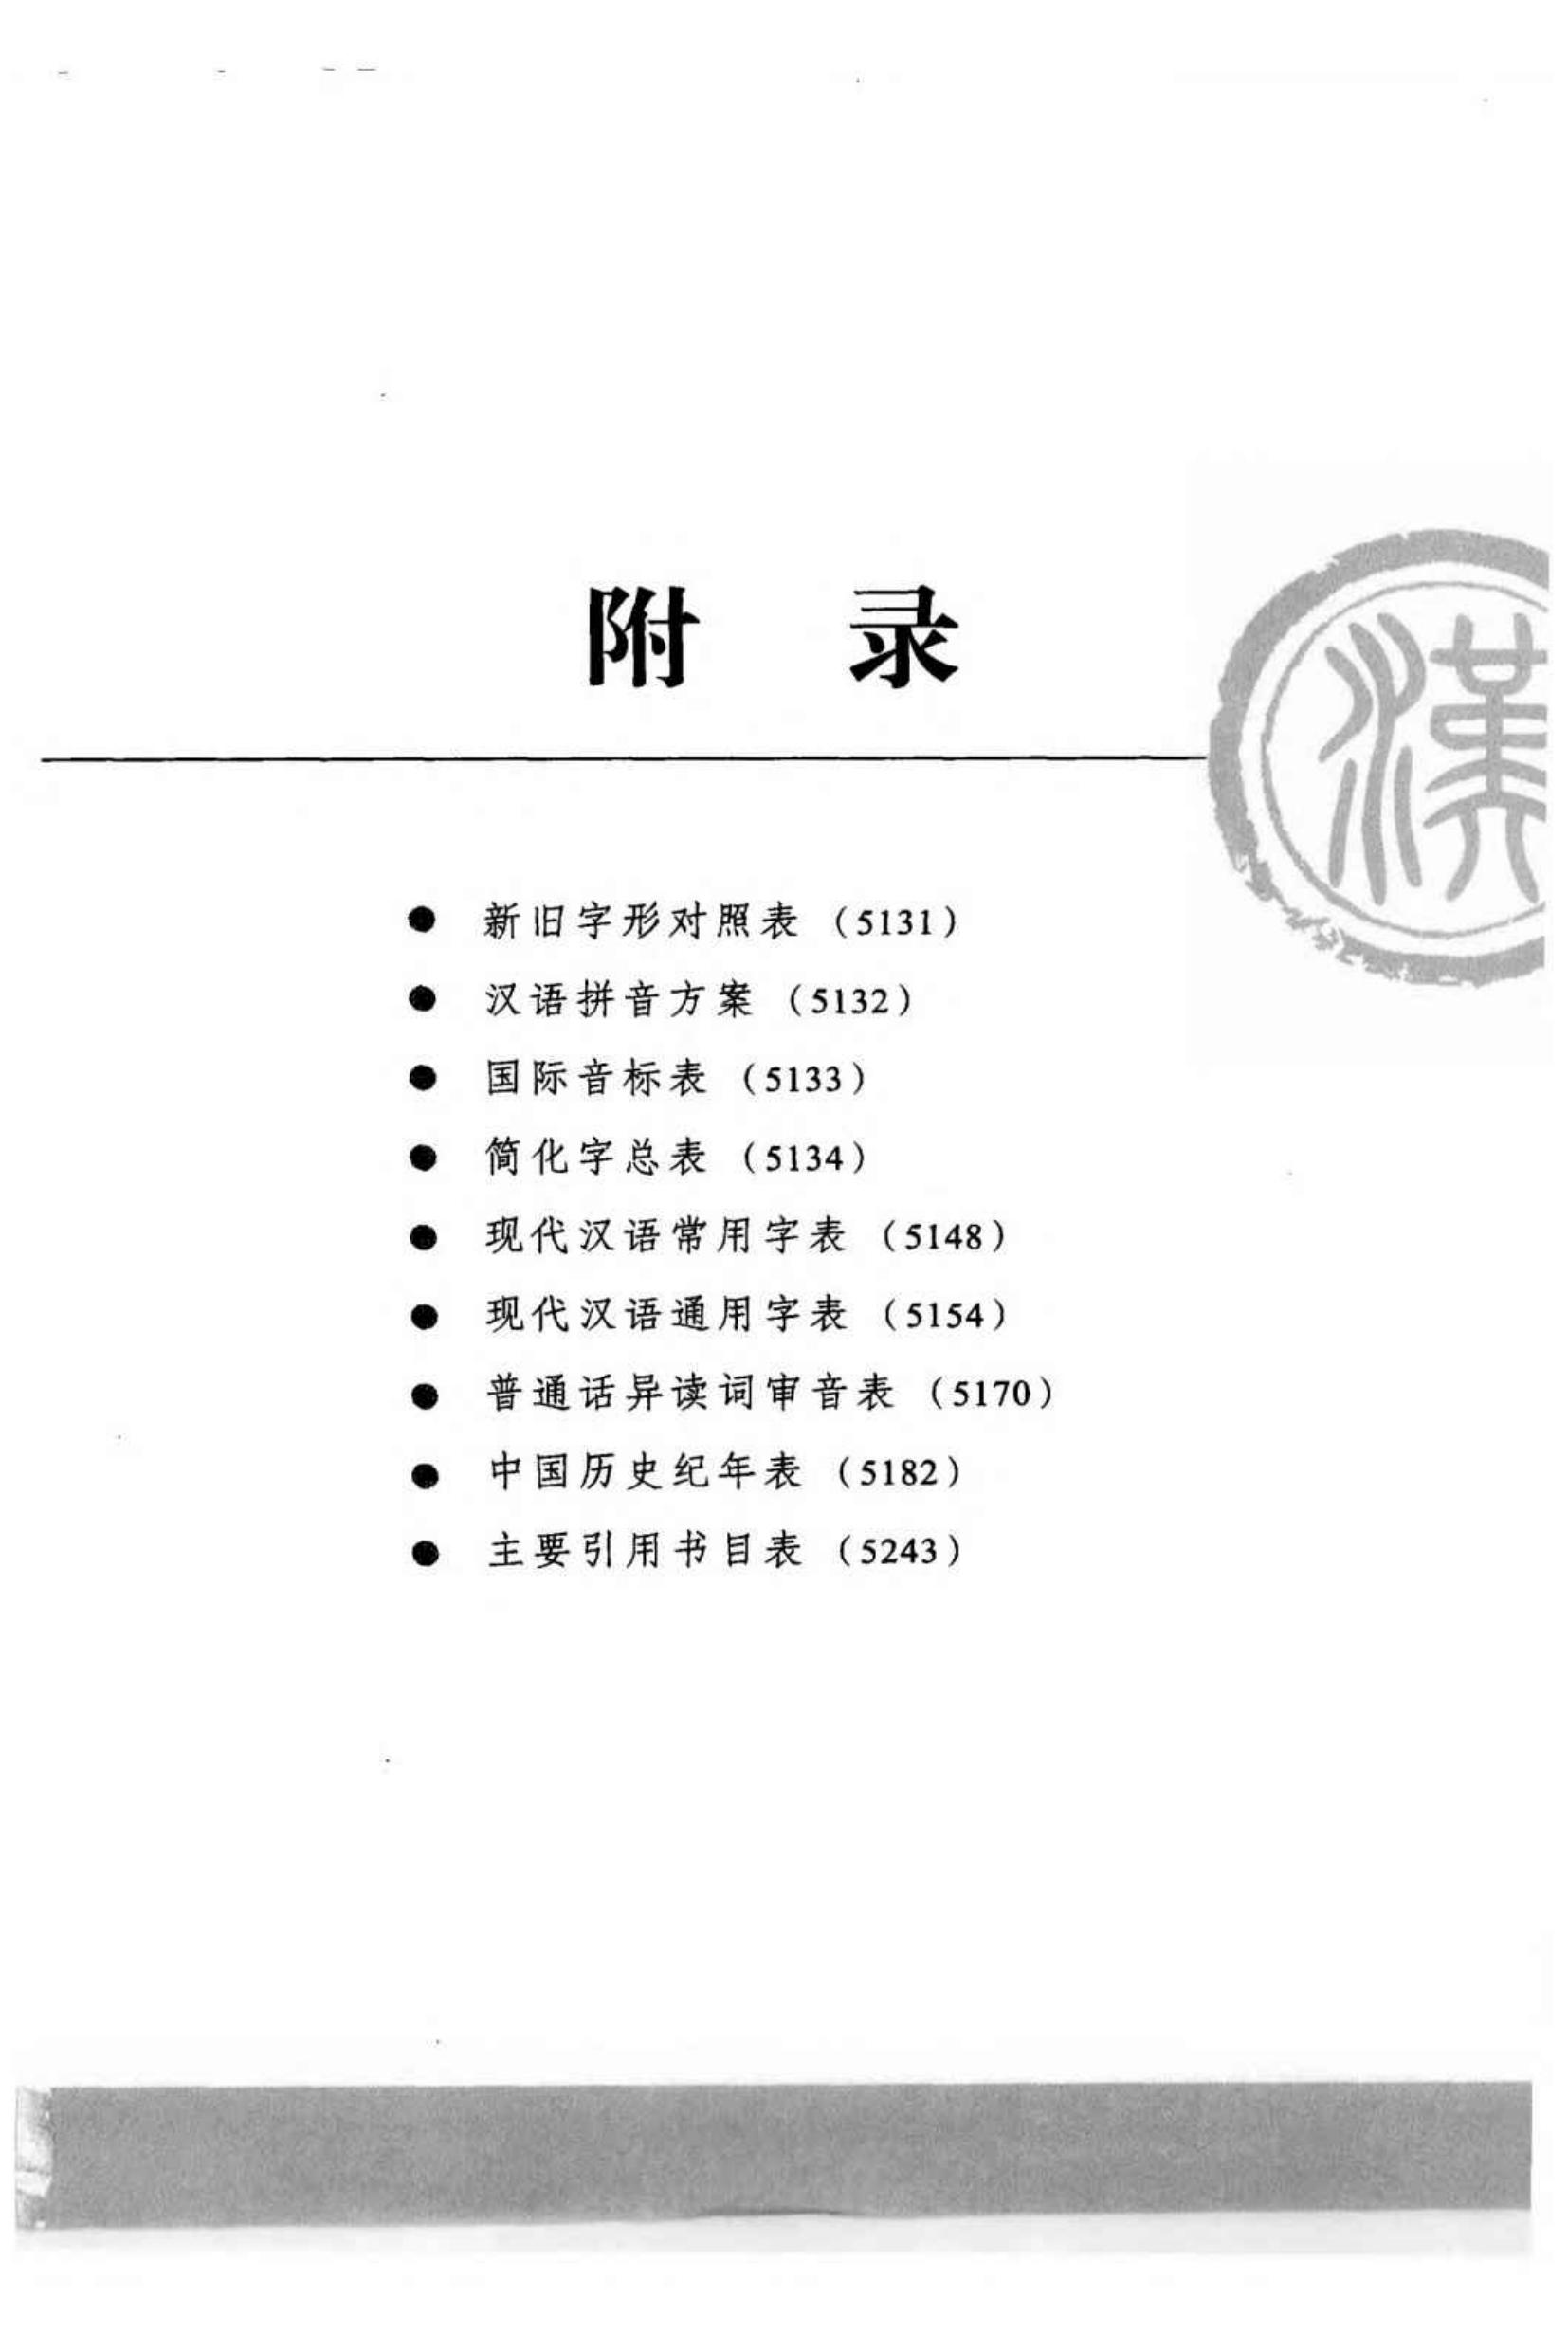 附 录
漢
● 新旧字形对照表（5131）
● 汉语拼音方案（5132）
● 国际音标表（5133）
● 简化字总表（5134）
● 现代汉语常用字表（5148）
● 现代汉语通用字表（5154）
● 普通话异读词审音表（5170）
● 中国历史纪年表（5182）
● 主要引用书目表（5243）